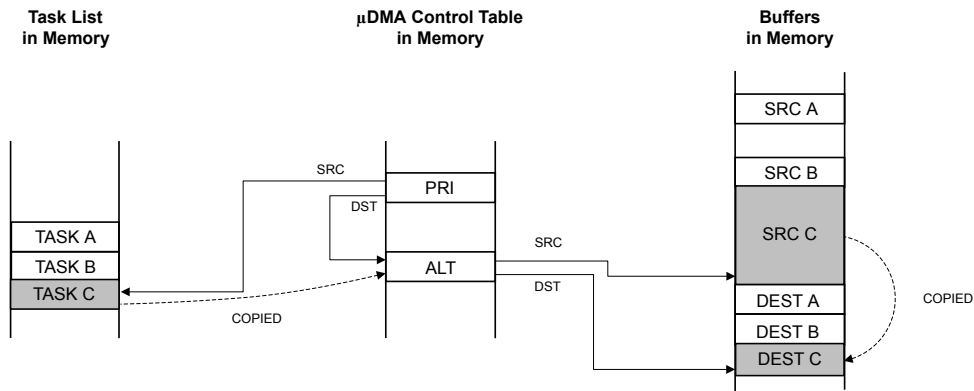 Task List
in Memory
µDMA Control Table
in Memory
Buffers
in Memory
SRC A
SRC B
SRC C
SRC
PRI
DST
TASK A
TASK B
TASK C
ALT
SRC
DST
COPIED
DEST A
DEST B
DEST C
COPIED